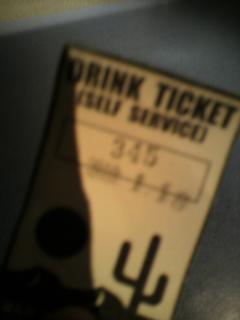 DRINK TICKET
(SELF SERVICE)
345